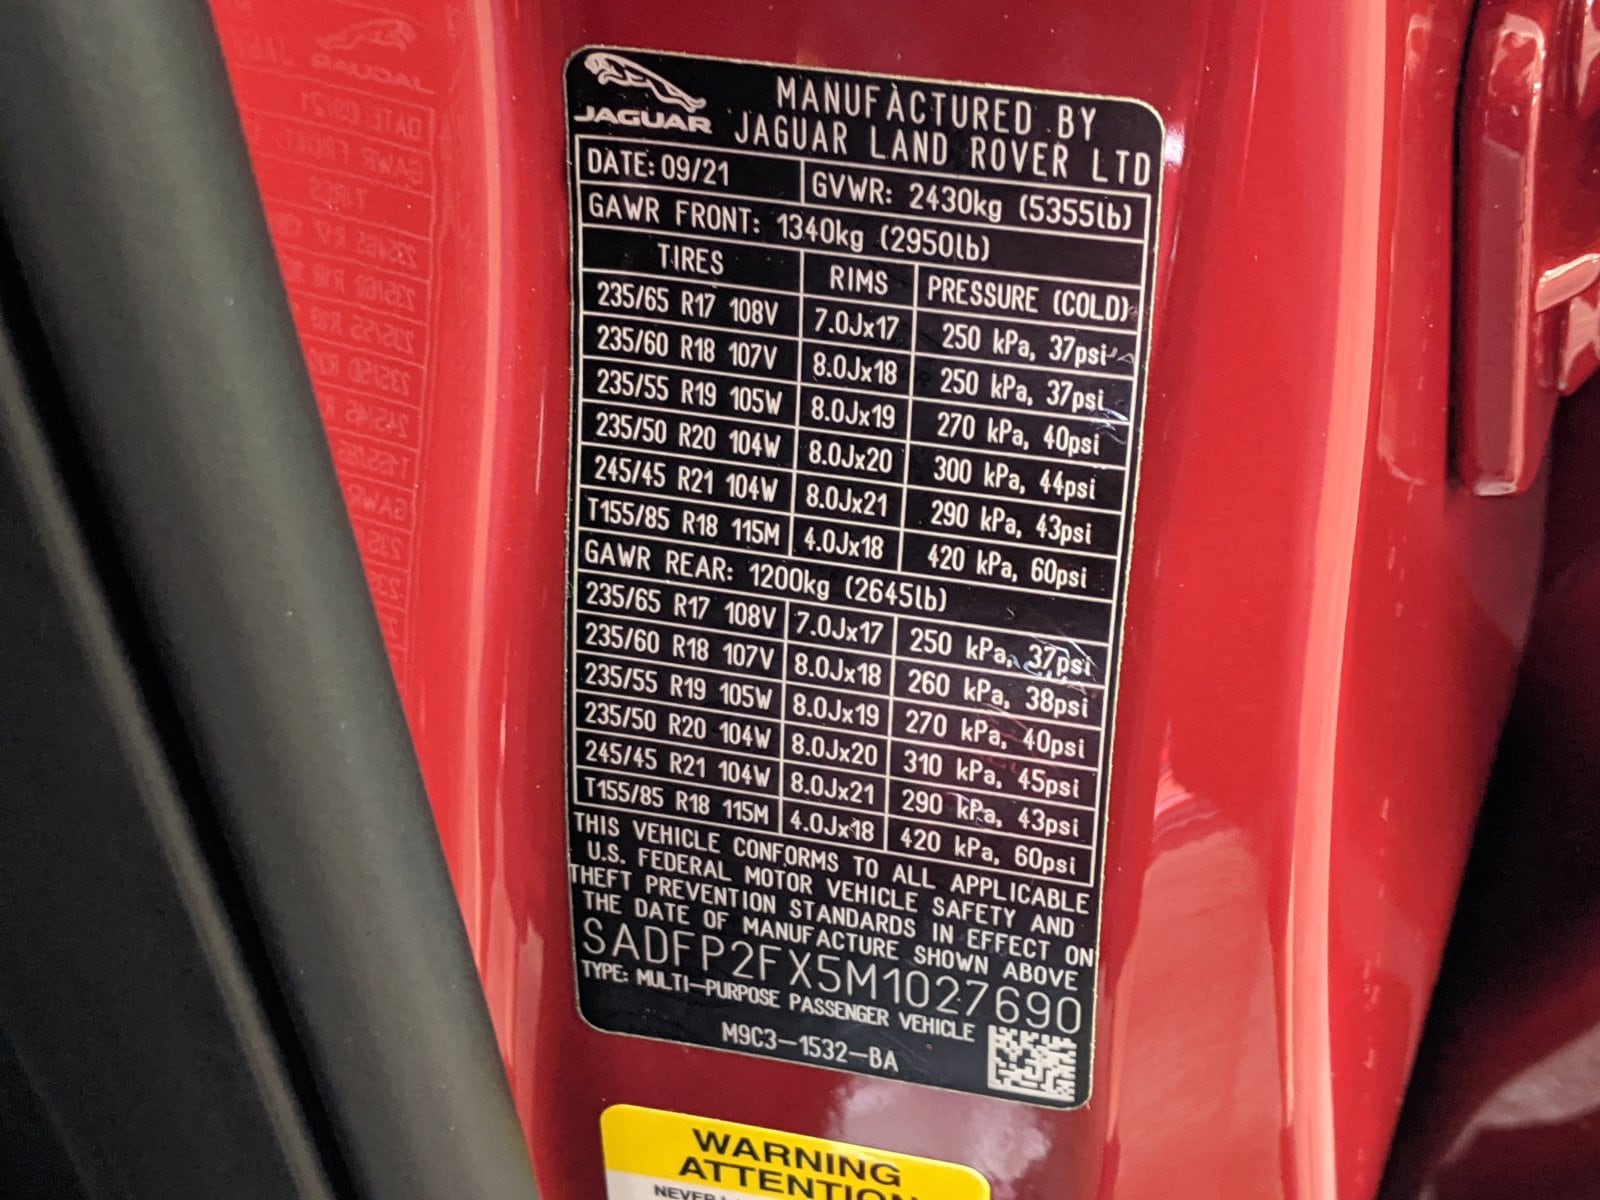 JAGUAR
MANUFACTURED BY
JAGUAR LAND ROVER LTD
DATE: 09/21 GVWR: 2430kg (5355lb)
GAWR FRONT: 1340kg (2950lb)
TIRES RIMS PRESSURE (COLD)
235/65 R17 108V 7.0Jx17 250 kPa, 37psi
235/60 R18 107V 8.0Jx18 250 kPa, 37psi
235/55 R19 105W 8.0Jx19 270 kPa, 40psi
235/50 R20 104W 8.0Jx20 300 kPa, 44psi
245/45 R21 104W 8.0Jx21 290 kPa, 43psi
T155/85 R18 115M 4.0Jx18 420 kPa, 60psi
GAWR REAR: 1200kg (2645lb)
235/65 R17 108V 7.0Jx17 250 kPa, 37psi
235/60 R18 107V 8.0Jx18 260 kPa, 38psi
235/55 R19 105W 8.0Jx19 270 kPa, 40psi
235/50 R20 104W 8.0Jx20 310 kPa, 45psi
245/45 R21 104W 8.0Jx21 290 kPa, 43psi
T155/85 R18 115M 4.0Jx18 420 kPa, 60psi
THIS VEHICLE CONFORMS TO ALL APPLICABLE
U.S. FEDERAL MOTOR VEHICLE SAFETY AND
THEFT PREVENTION STANDARDS IN EFFECT ON
THE DATE OF MANUFACTURE SHOWN ABOVE
SADFP2FX5M1027690
TYPE: MULTI-PURPOSE PASSENGER VEHICLE
M9C3-1532-BA
WARNING
ATTENTION
NEVER